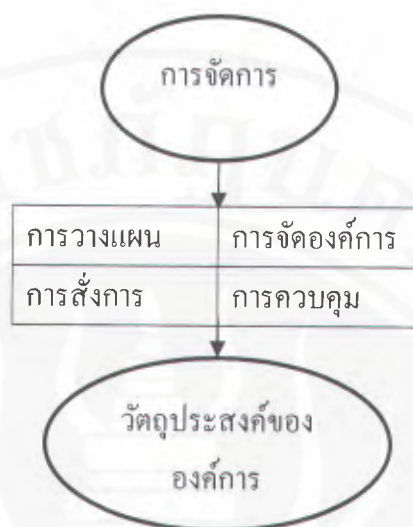 การจัดการ
การวางแผน การจัดองค์การ
การสั่งการ การควบคุม
วัตถุประสงค์ของ
องค์การ